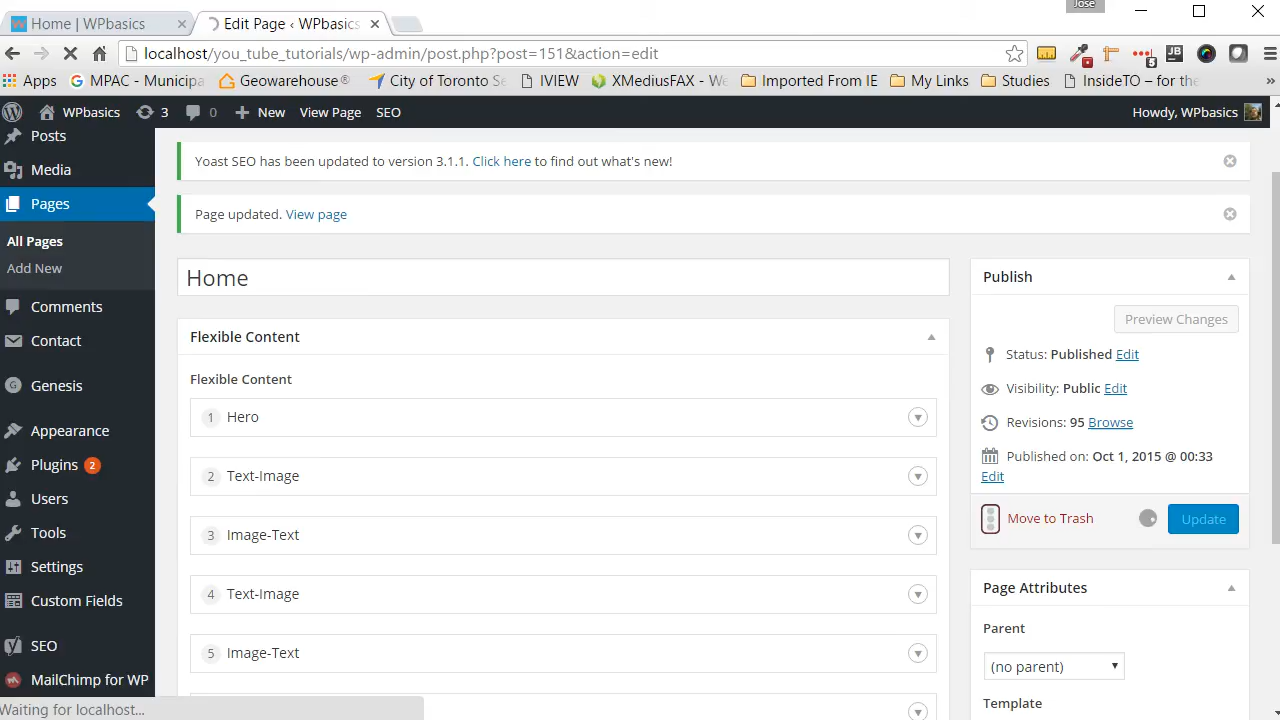 Jose
Home | WPbasics
Edit Page ‹ WPbasics
localhost/you_tube_tutorials/wp-admin/post.php?post=151&action=edit
Apps
MPAC - Municipa
Geowarehouse®
City of Toronto Se
IVIEW
XMediusFAX - We
Imported From IE
My Links
Studies
InsideTO – for the
»
WPbasics
3
0
New
View Page
SEO
Howdy, WPbasics
Posts
Media
Pages
All Pages
Add New
Comments
Contact
Genesis
Appearance
Plugins 2
Users
Tools
Settings
Custom Fields
SEO
MailChimp for WP
Waiting for localhost...
Yoast SEO has been updated to version 3.1.1. Click here to find out what's new!
Page updated. View page
Home
Flexible Content
Flexible Content
1 Hero
2 Text-Image
3 Image-Text
4 Text-Image
5 Image-Text
Publish
Preview Changes
Status: Published Edit
Visibility: Public Edit
Revisions: 95 Browse
Published on: Oct 1, 2015 @ 00:33
Edit
Move to Trash
Update
Page Attributes
Parent
(no parent)
Template